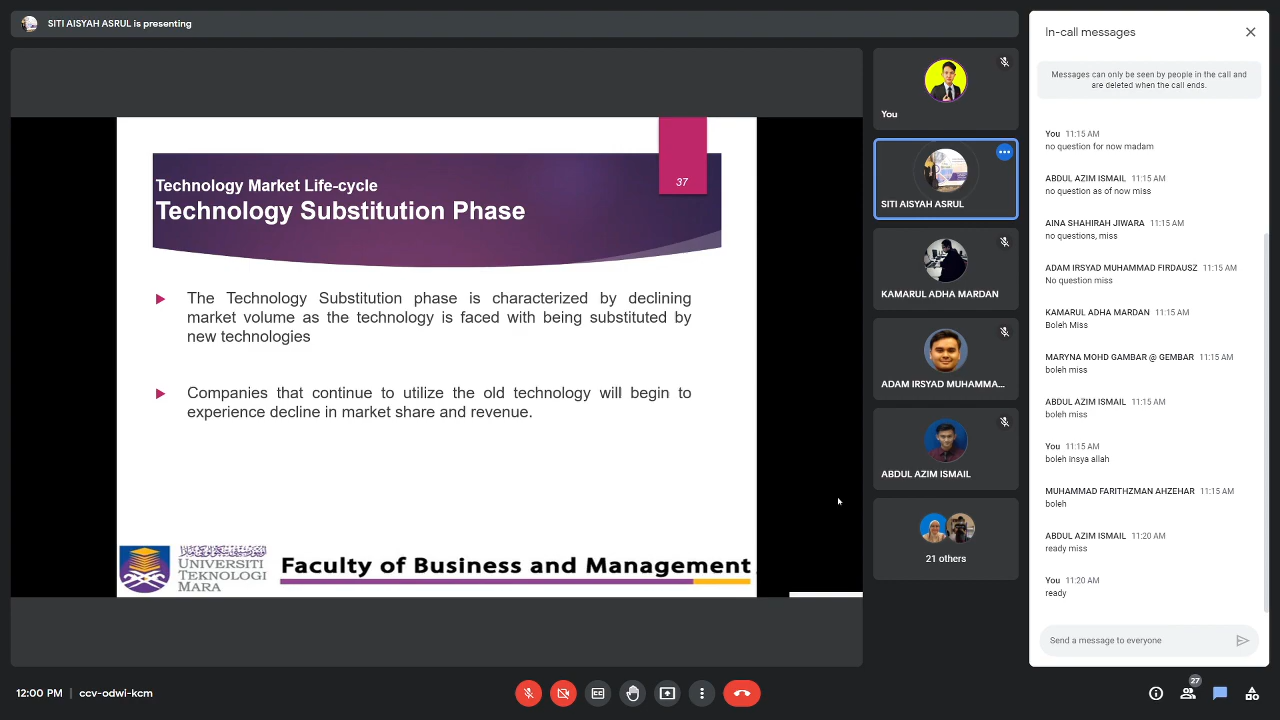 SITI AISYAH ASRUL is presenting
37
Technology Market Life-cycle
Technology Substitution Phase
The Technology Substitution phase is characterized by declining
market volume as the technology is faced with being substituted by
new technologies
Companies that continue to utilize the old technology will begin to
experience decline in market share and revenue.
UNIVERSITI
TEKNOLOGI
MARA
Faculty of Business and Management
You
SITI AISYAH ASRUL
KAMARUL ADHA MARDAN
ADAM IRSYAD MUHAMMA...
ABDUL AZIM ISMAIL
21 others
In-call messages
Messages can only be seen by people in the call and
are deleted when the call ends.
You 11:15 AM
no question for now madam
ABDUL AZIM ISMAIL 11:15 AM
no question as of now miss
AINA SHAHIRAH JIWARA 11:15 AM
no questions, miss
ADAM IRSYAD MUHAMMAD FIRDAUSZ 11:15 AM
No question miss
KAMARUL ADHA MARDAN 11:15 AM
Boleh Miss
MARYNA MOHD GAMBAR @ GEMBAR 11:15 AM
boleh miss
ABDUL AZIM ISMAIL 11:15 AM
boleh miss
You 11:15 AM
boleh insya allah
MUHAMMAD FARITHZMAN AHZEHAR 11:15 AM
boleh
ABDUL AZIM ISMAIL 11:20 AM
ready miss
You 11:20 AM
ready
Send a message to everyone
12:00 PM | ccv-odwi-kcm
27